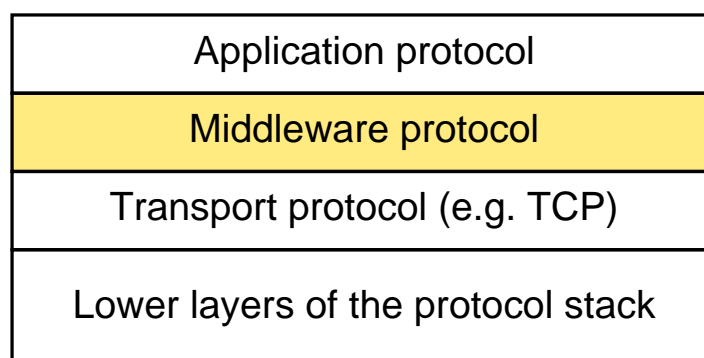 Application protocol
Middleware protocol
Transport protocol (e.g. TCP)
Lower layers of the protocol stack